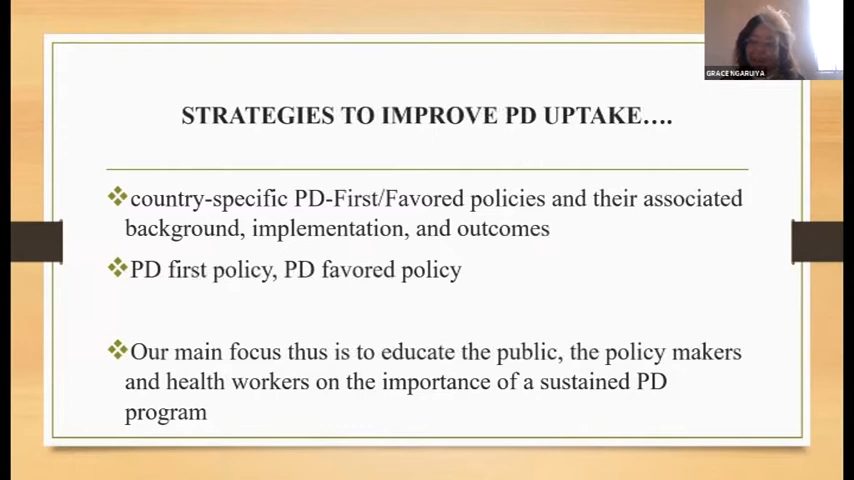 GRACE NGARUIYA
STRATEGIES TO IMPROVE PD UPTAKE....
country-specific PD-First/Favored policies and their associated
background, implementation, and outcomes
PD first policy, PD favored policy
Our main focus thus is to educate the public, the policy makers
and health workers on the importance of a sustained PD
program